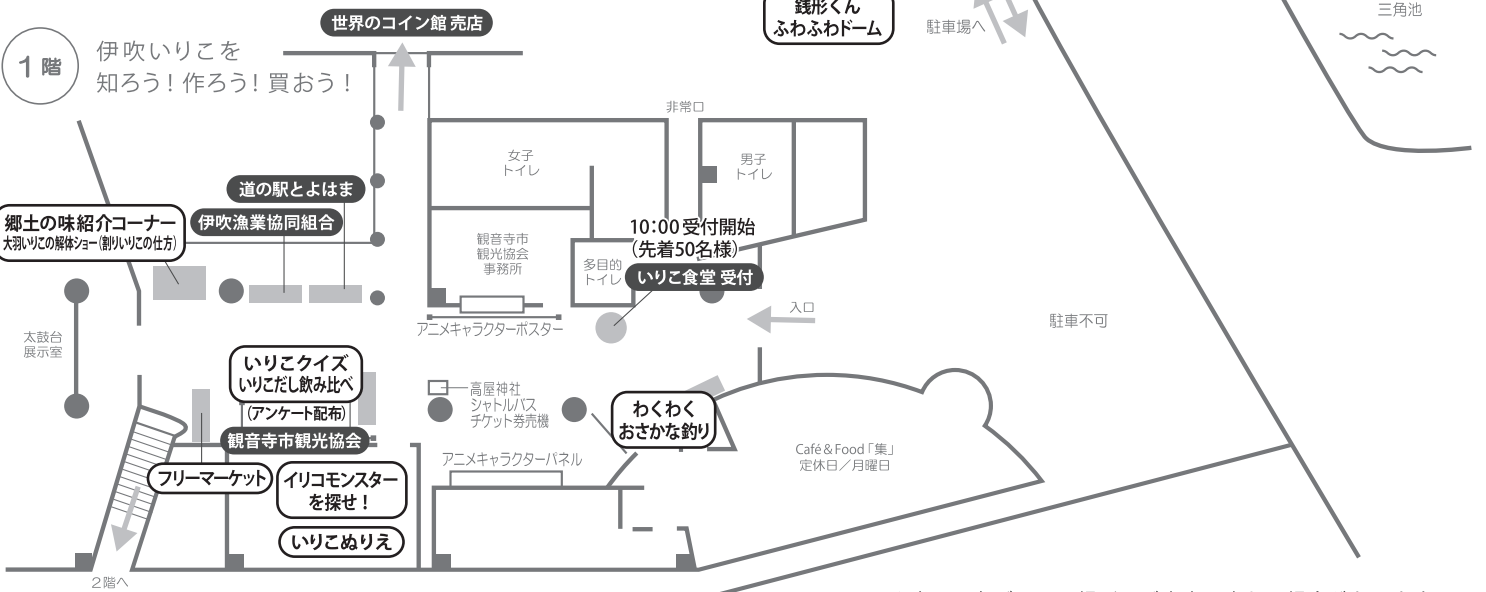 世界のコイン館 売店
銭形くん
ふわふわドーム
駐車場へ
三角池
1階
伊吹いりこを
知ろう！作ろう！買おう！
非常口
女子
トイレ
男子
トイレ
道の駅とよはま
伊吹漁業協同組合
郷土の味紹介コーナー
大羽いりこの解体ショー（割りいりこの仕方）
観音寺市
観光協会
事務所
多目的
トイレ
10：00 受付開始
（先着50名様）
いりこ食堂 受付
アニメキャラクターポスター
入口
駐車不可
太鼓台
展示室
いりこクイズ
いりこだし飲み比べ
（アンケート配布）
観音寺市観光協会
高屋神社
シャトルバス
チケット券売機
わくわく
おさかな釣り
Café＆Food「集」
定休日／月曜日
アニメキャラクターパネル
フリーマーケット
イリコモンスター
を探せ！
いりこぬりえ
2階へ